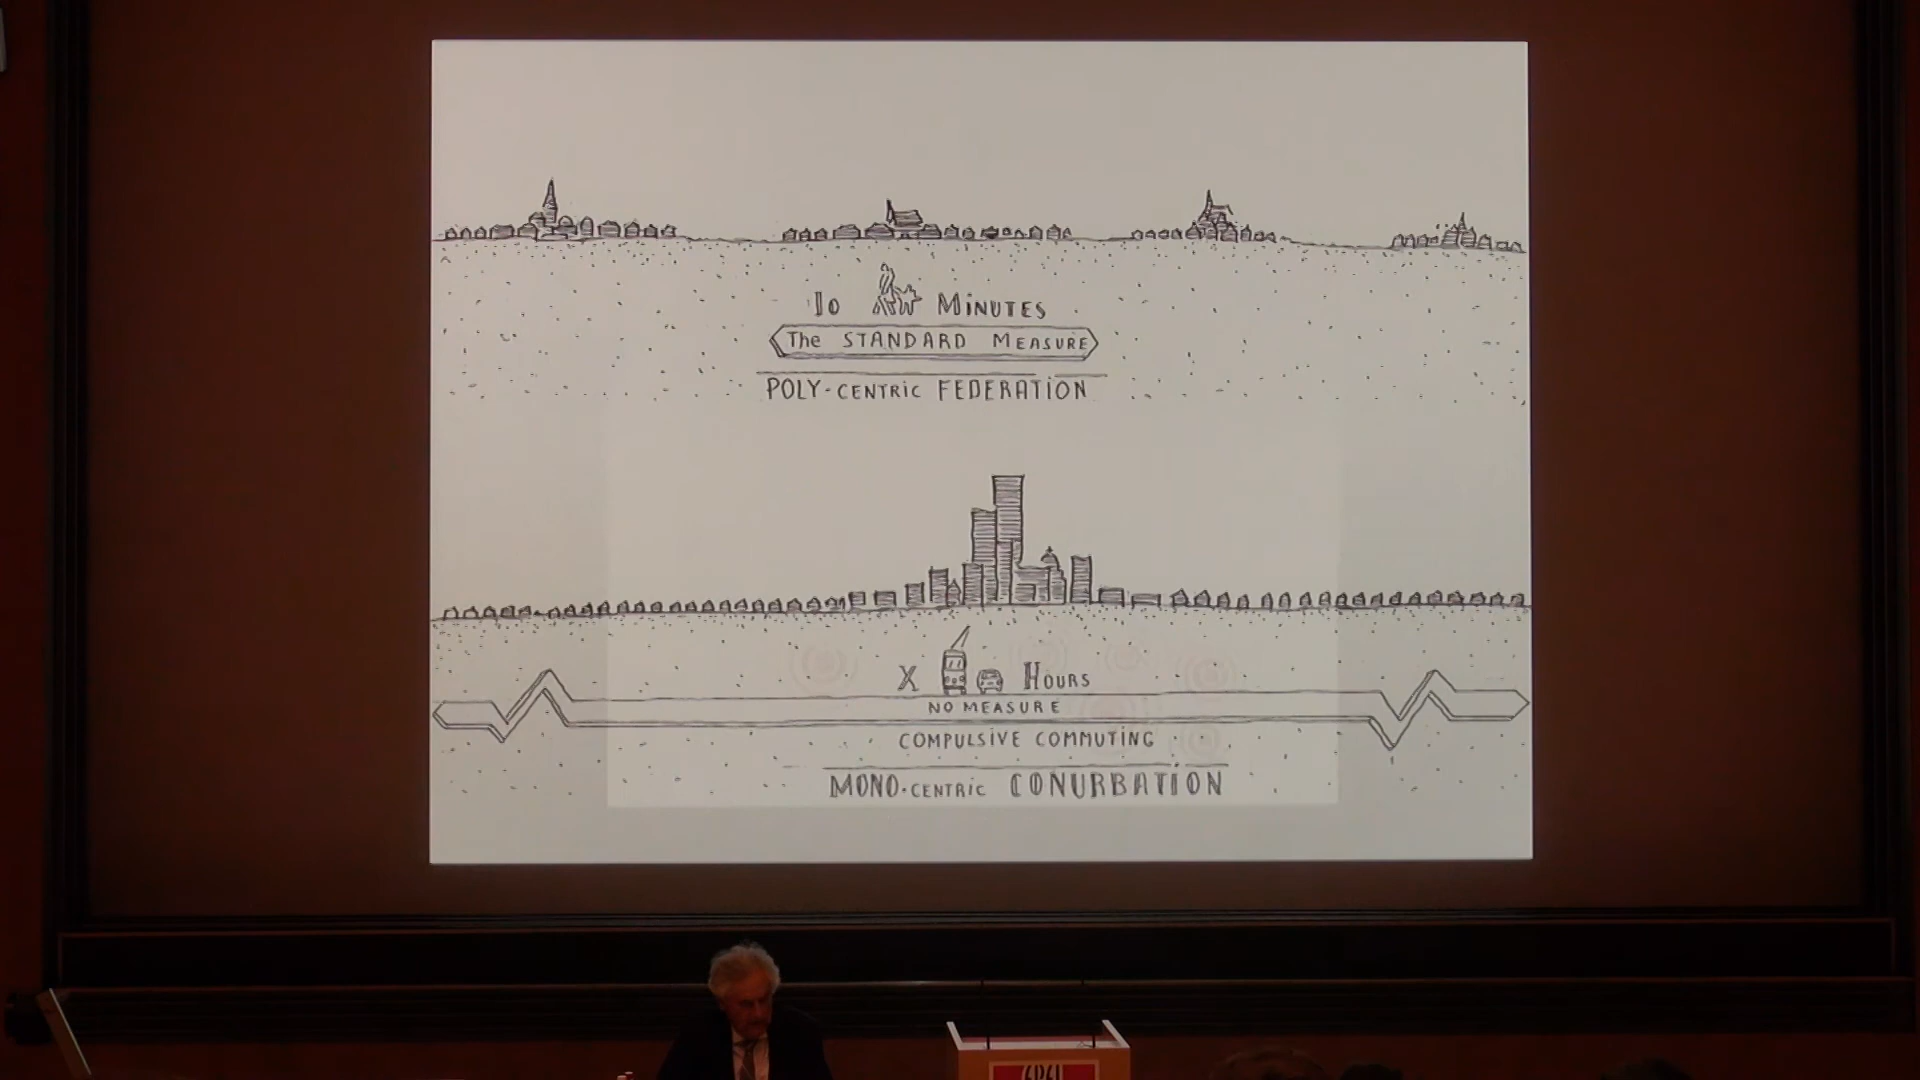 10 MINUTES
The STANDARD MEASURE
POLY-CENTRIC FEDERATION
X HOURS
NO MEASURE
COMPULSIVE COMMUTING
MONO-CENTRIC CONURBATION